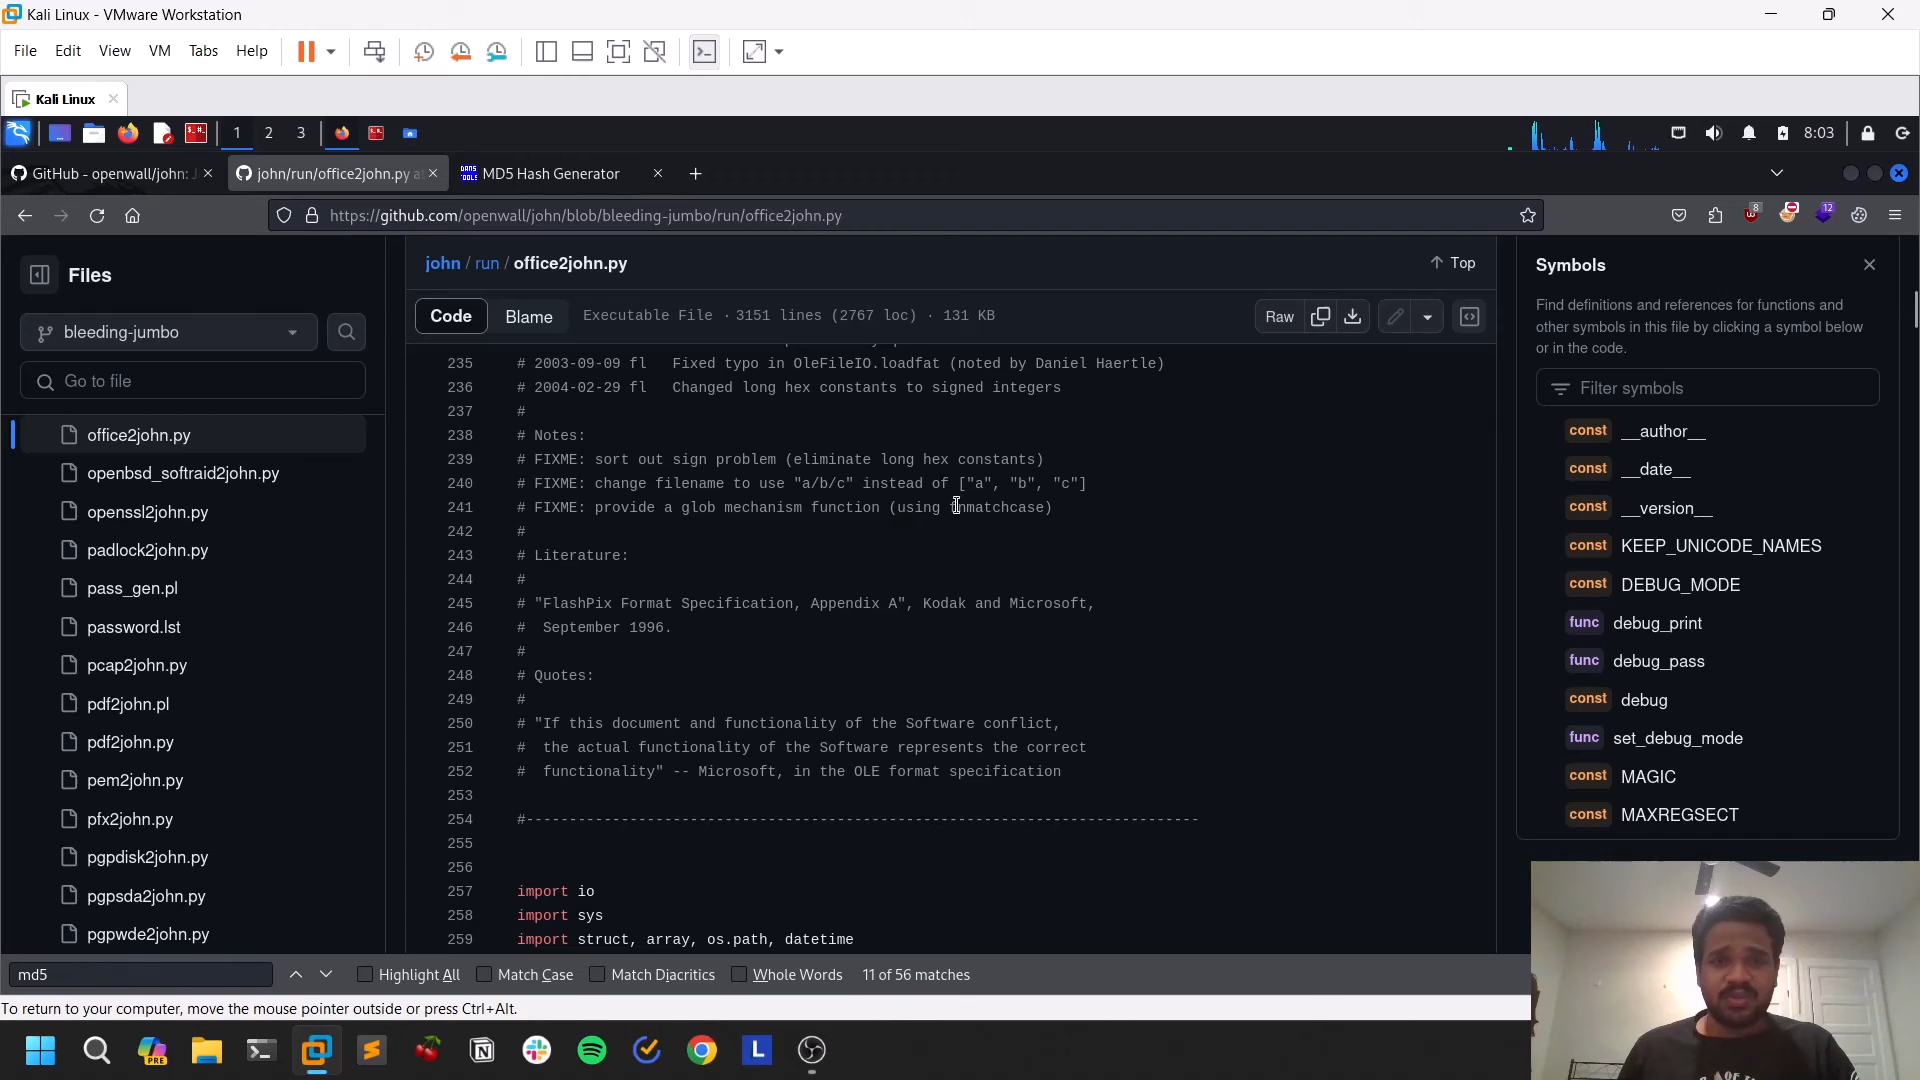 Kali Linux - VMware Workstation
File Edit View VM Tabs Help
Kali Linux
1 2 3
8:03
GitHub - openwall/john: J
john/run/office2john.py at
MD5 Hash Generator
https://github.com/openwall/john/blob/bleeding-jumbo/run/office2john.py
8
12
Files
bleeding-jumbo
Go to file
office2john.py
openbsd_softraid2john.py
openssl2john.py
padlock2john.py
pass_gen.pl
password.lst
pcap2john.py
pdf2john.pl
pdf2john.py
pem2john.py
pfx2john.py
pgpdisk2john.py
pgpsda2john.py
pgpwde2john.py
john / run / office2john.py
Top
Code Blame Executable File · 3151 lines (2767 loc) · 131 KB
Raw
235 # 2003-09-09 fl Fixed typo in OleFileIO.loadfat (noted by Daniel Haertle)
236 # 2004-02-29 fl Changed long hex constants to signed integers
237 #
238 # Notes:
239 # FIXME: sort out sign problem (eliminate long hex constants)
240 # FIXME: change filename to use "a/b/c" instead of ["a", "b", "c"]
241 # FIXME: provide a glob mechanism function (using fnmatchcase)
242 #
243 # Literature:
244 #
245 # "FlashPix Format Specification, Appendix A", Kodak and Microsoft,
246 # September 1996.
247 #
248 # Quotes:
249 #
250 # "If this document and functionality of the Software conflict,
251 # the actual functionality of the Software represents the correct
252 # functionality" -- Microsoft, in the OLE format specification
253
254 #-----------------------------------------------------------------------------
255
256
257 import io
258 import sys
259 import struct, array, os.path, datetime
Symbols
Find definitions and references for functions and
other symbols in this file by clicking a symbol below
or in the code.
Filter symbols
const __author__
const __date__
const __version__
const KEEP_UNICODE_NAMES
const DEBUG_MODE
func debug_print
func debug_pass
const debug
func set_debug_mode
const MAGIC
const MAXREGSECT
md5
Highlight All Match Case Match Diacritics Whole Words 11 of 56 matches
To return to your computer, move the mouse pointer outside or press Ctrl+Alt.
PRE
L